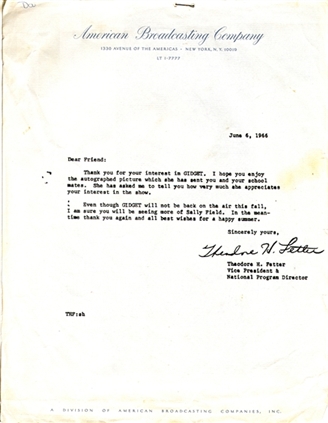 American Broadcasting Company
1330 AVENUE OF THE AMERICAS - NEW YORK, N.Y. 10019
LT 1-7777
June 6, 1966
Dear Friend:
Thank you for your interest in GIDGET. I hope you enjoy
the autographed picture which she has sent you and your school
mates. She has asked me to tell you how very much she appreciates
your interest in the show.
Even though GIDGET will not be back on the air this fall,
I am sure you will be seeing more of Sally Field. In the mean-
time thank you again and all best wishes for a happy summer.
Sincerely yours,
Theodore H. Fetter
Theodore H. Fetter
Vice President &
National Program Director
THF:sh
A DIVISION OF AMERICAN BROADCASTING COMPANIES, INC.